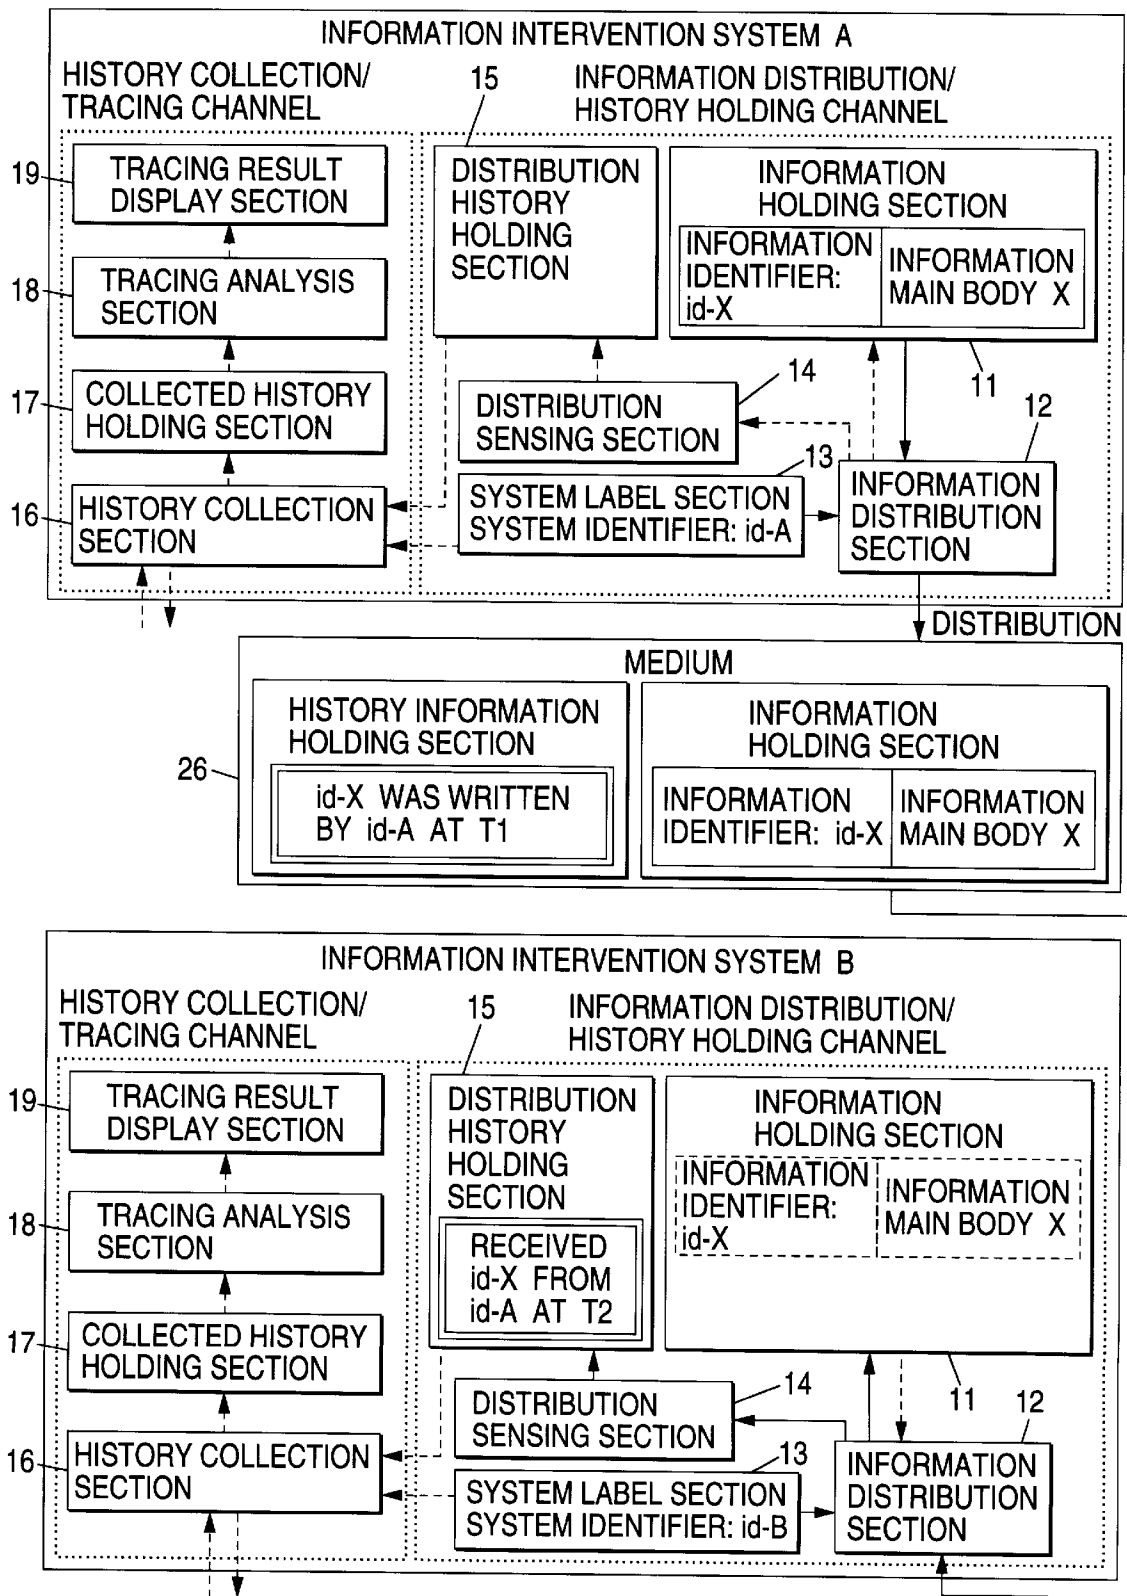 INFORMATION INTERVENTION SYSTEM A
HISTORY COLLECTION/
TRACING CHANNEL
15
INFORMATION DISTRIBUTION/
HISTORY HOLDING CHANNEL
19
TRACING RESULT
DISPLAY SECTION
18
TRACING ANALYSIS
SECTION
17
COLLECTED HISTORY
HOLDING SECTION
16
HISTORY COLLECTION
SECTION
DISTRIBUTION
HISTORY
HOLDING
SECTION
INFORMATION
HOLDING SECTION
INFORMATION
IDENTIFIER:
id-X
INFORMATION
MAIN BODY X
11
14
DISTRIBUTION
SENSING SECTION
12
13
SYSTEM LABEL SECTION
SYSTEM IDENTIFIER: id-A
INFORMATION
DISTRIBUTION
SECTION
DISTRIBUTION
MEDIUM
26
HISTORY INFORMATION
HOLDING SECTION
id-X WAS WRITTEN
BY id-A AT T1
INFORMATION
HOLDING SECTION
INFORMATION
IDENTIFIER: id-X
INFORMATION
MAIN BODY X
INFORMATION INTERVENTION SYSTEM B
HISTORY COLLECTION/
TRACING CHANNEL
15
INFORMATION DISTRIBUTION/
HISTORY HOLDING CHANNEL
19
TRACING RESULT
DISPLAY SECTION
18
TRACING ANALYSIS
SECTION
17
COLLECTED HISTORY
HOLDING SECTION
16
HISTORY COLLECTION
SECTION
DISTRIBUTION
HISTORY
HOLDING
SECTION
RECEIVED
id-X FROM
id-A AT T2
INFORMATION
HOLDING SECTION
INFORMATION
IDENTIFIER:
id-X
INFORMATION
MAIN BODY X
11
14
DISTRIBUTION
SENSING SECTION
12
13
SYSTEM LABEL SECTION
SYSTEM IDENTIFIER: id-B
INFORMATION
DISTRIBUTION
SECTION